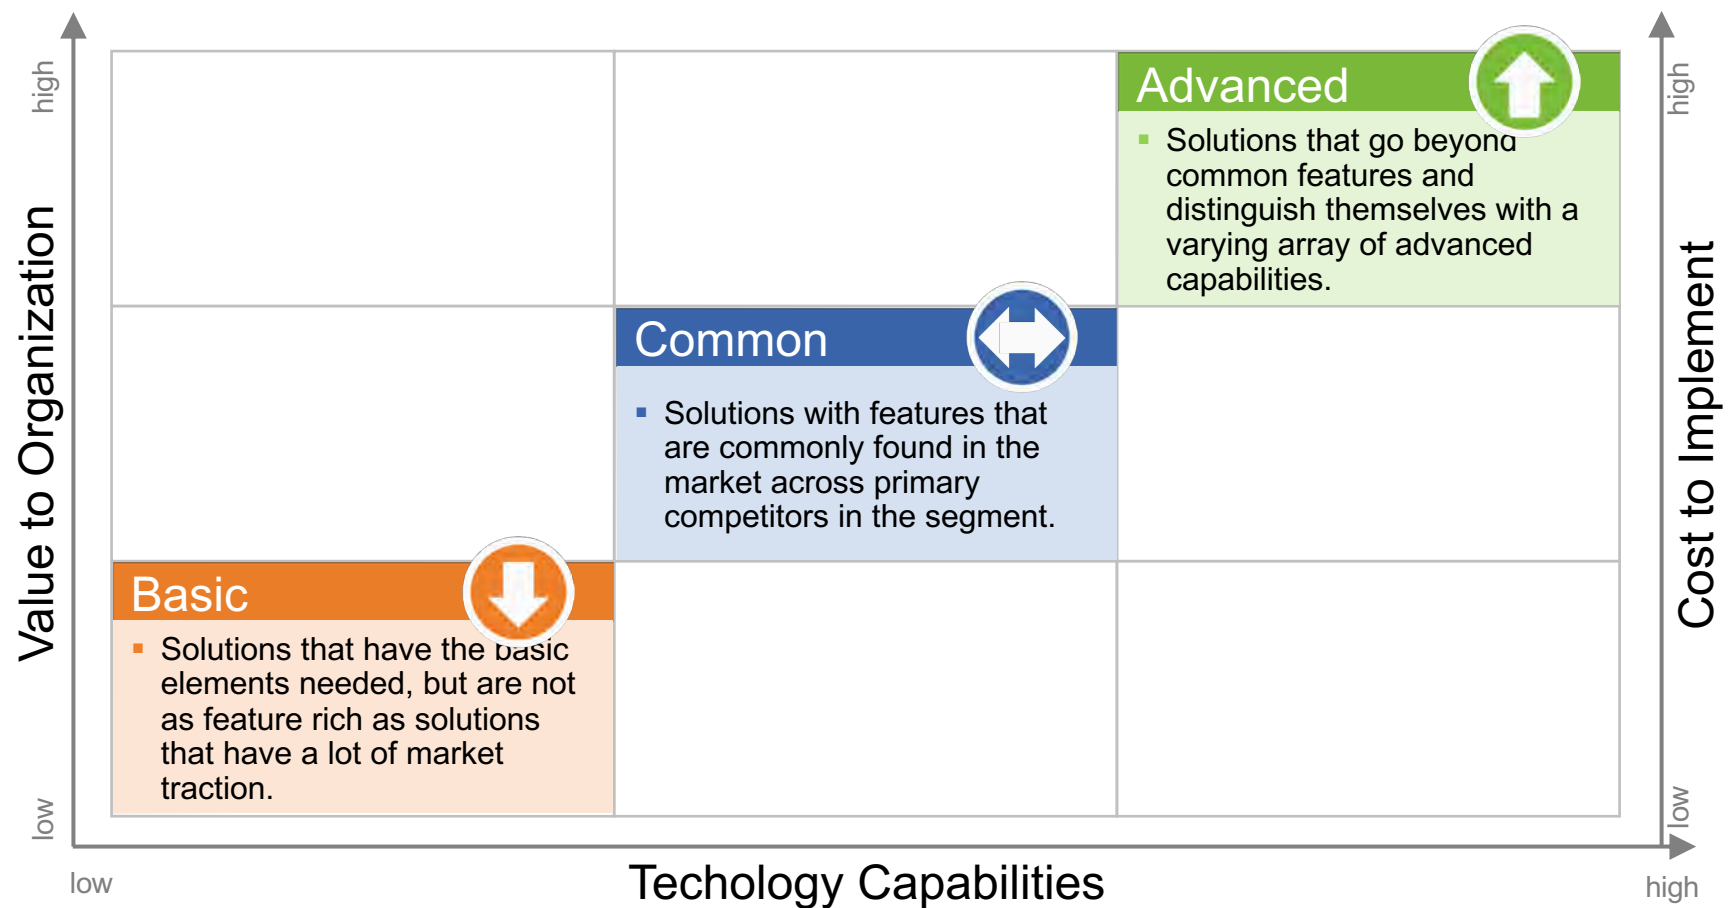 high
Value to Organization
low
Advanced
Solutions that go beyond
common features and
distinguish themselves with a
varying array of advanced
capabilities.
Common
Solutions with features that
are commonly found in the
market across primary
competitors in the segment.
Basic
Solutions that have the basic
elements needed, but are not
as feature rich as solutions
that have a lot of market
traction.
high
Cost to Implement
low
low
Techology Capabilities
high